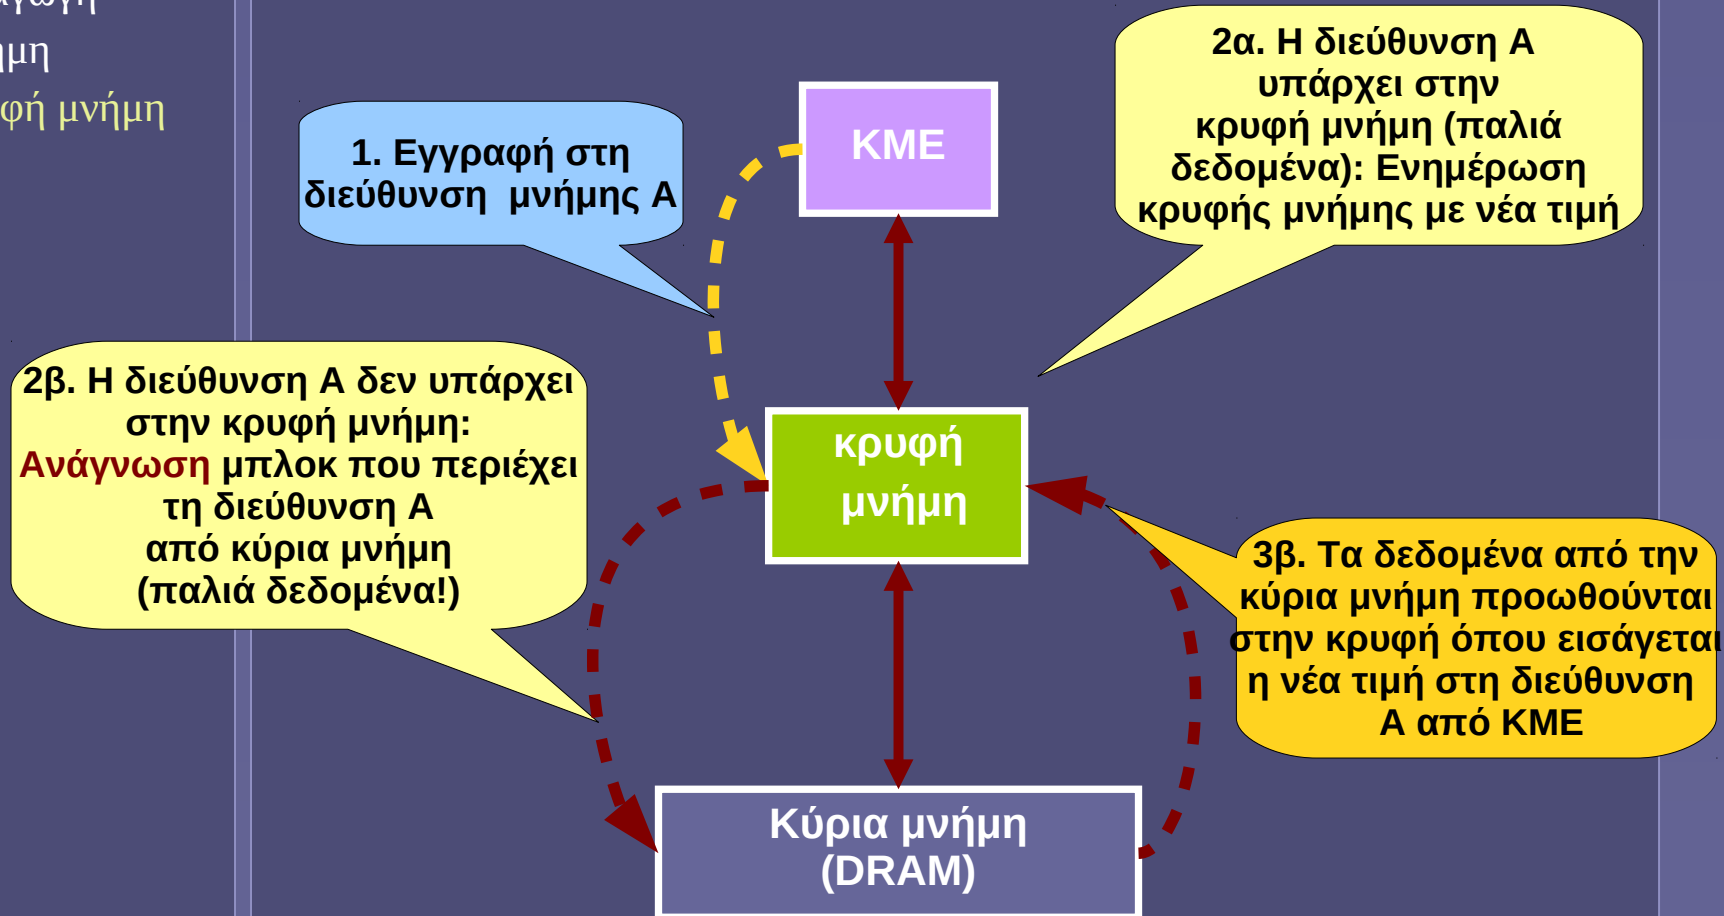 μνήμη
1. Εγγραφή στη
διεύθυνση μνήμης Α
ΚΜΕ
2α. Η διεύθυνση Α
υπάρχει στην
κρυφή μνήμη (παλιά
δεδομένα): Ενημέρωση
κρυφής μνήμης με νέα τιμή
2β. Η διεύθυνση Α δεν υπάρχει
στην κρυφή μνήμη:
Ανάγνωση μπλοκ που περιέχει
τη διεύθυνση Α
από κύρια μνήμη
(παλιά δεδομένα!)
κρυφή
μνήμη
3β. Τα δεδομένα από την
κύρια μνήμη προωθούνται
στην κρυφή όπου εισάγεται
η νέα τιμή στη διεύθυνση
Α από ΚΜΕ
Κύρια μνήμη
(DRAM)